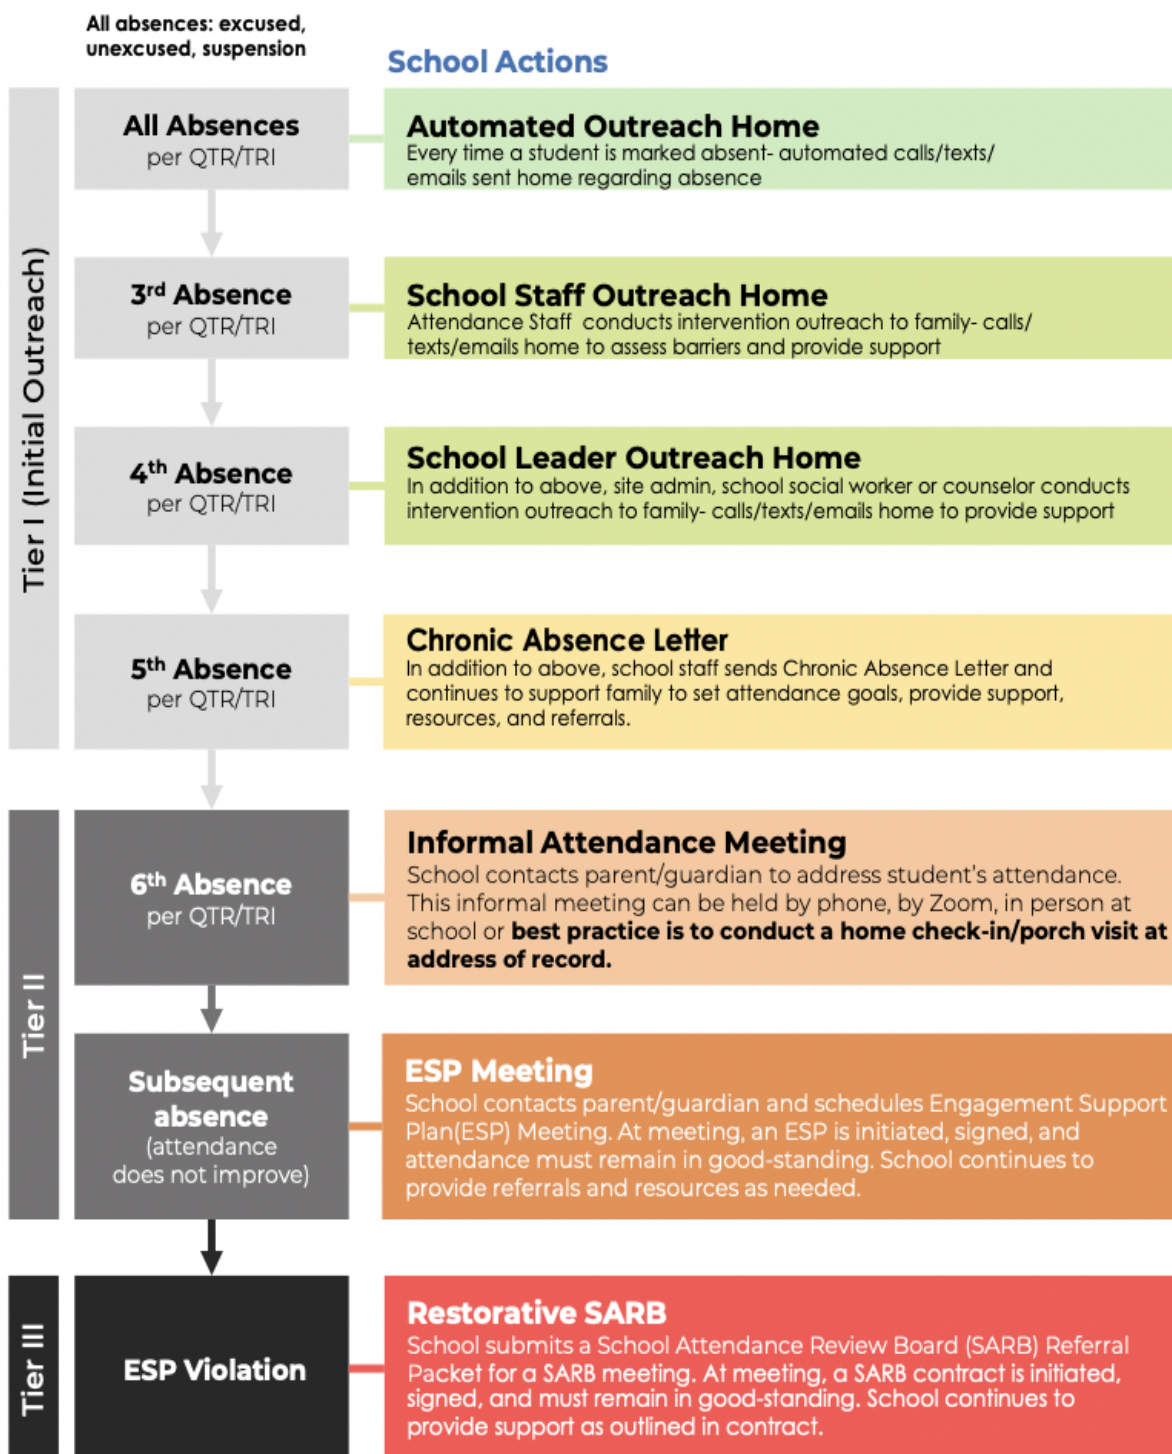 All absences: excused,
unexcused, suspension
School Actions
Tier I (Initial Outreach)
All Absences
per QTR/TRI
Automated Outreach Home
Every time a student is marked absent- automated calls/texts/
emails sent home regarding absence
3rd Absence
per QTR/TRI
School Staff Outreach Home
Attendance Staff conducts intervention outreach to family- calls/
texts/emails home to assess barriers and provide support
4th Absence
per QTR/TRI
School Leader Outreach Home
In addition to above, site admin, school social worker or counselor conducts
intervention outreach to family- calls/texts/emails home to provide support
5th Absence
per QTR/TRI
Chronic Absence Letter
In addition to above, school staff sends Chronic Absence Letter and
continues to support family to set attendance goals, provide support,
resources, and referrals.
Tier II
6th Absence
per QTR/TRI
Informal Attendance Meeting
School contacts parent/guardian to address student's attendance.
This informal meeting can be held by phone, by Zoom, in person at
school or best practice is to conduct a home check-in/porch visit at
address of record.
Subsequent
absence
(attendance
does not improve)
ESP Meeting
School contacts parent/guardian and schedules Engagement Support
Plan(ESP) Meeting. At meeting, an ESP is initiated, signed, and
attendance must remain in good-standing. School continues to
provide referrals and resources as needed.
Tier III
ESP Violation
Restorative SARB
School submits a School Attendance Review Board (SARB) Referral
Packet for a SARB meeting. At meeting, a SARB contract is initiated,
signed, and must remain in good-standing. School continues to
provide support as outlined in contract.